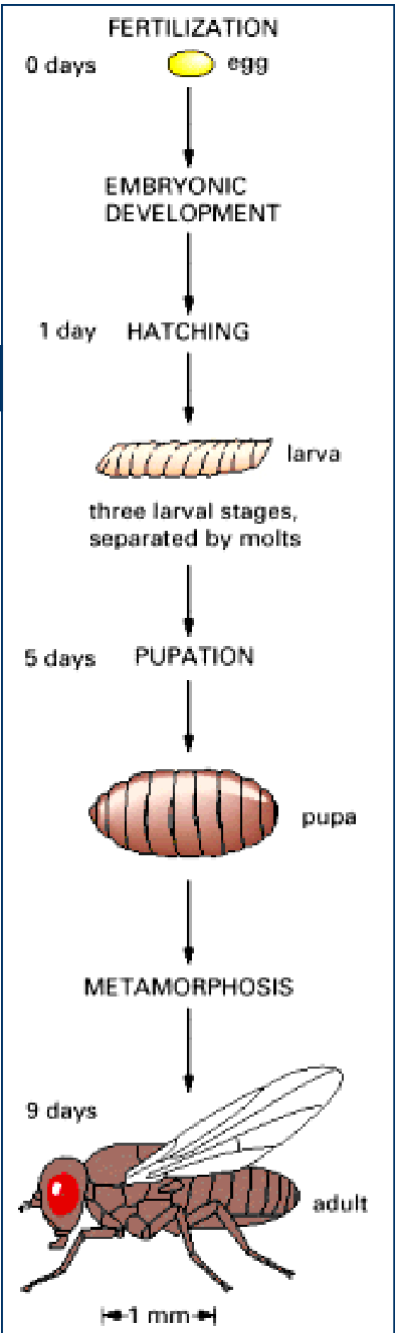 FERTILIZATION
0 days egg
EMBRYONIC
DEVELOPMENT
1 day HATCHING
larva
three larval stages,
separated by molts
5 days PUPATION
pupa
METAMORPHOSIS
9 days
adult
1 mm